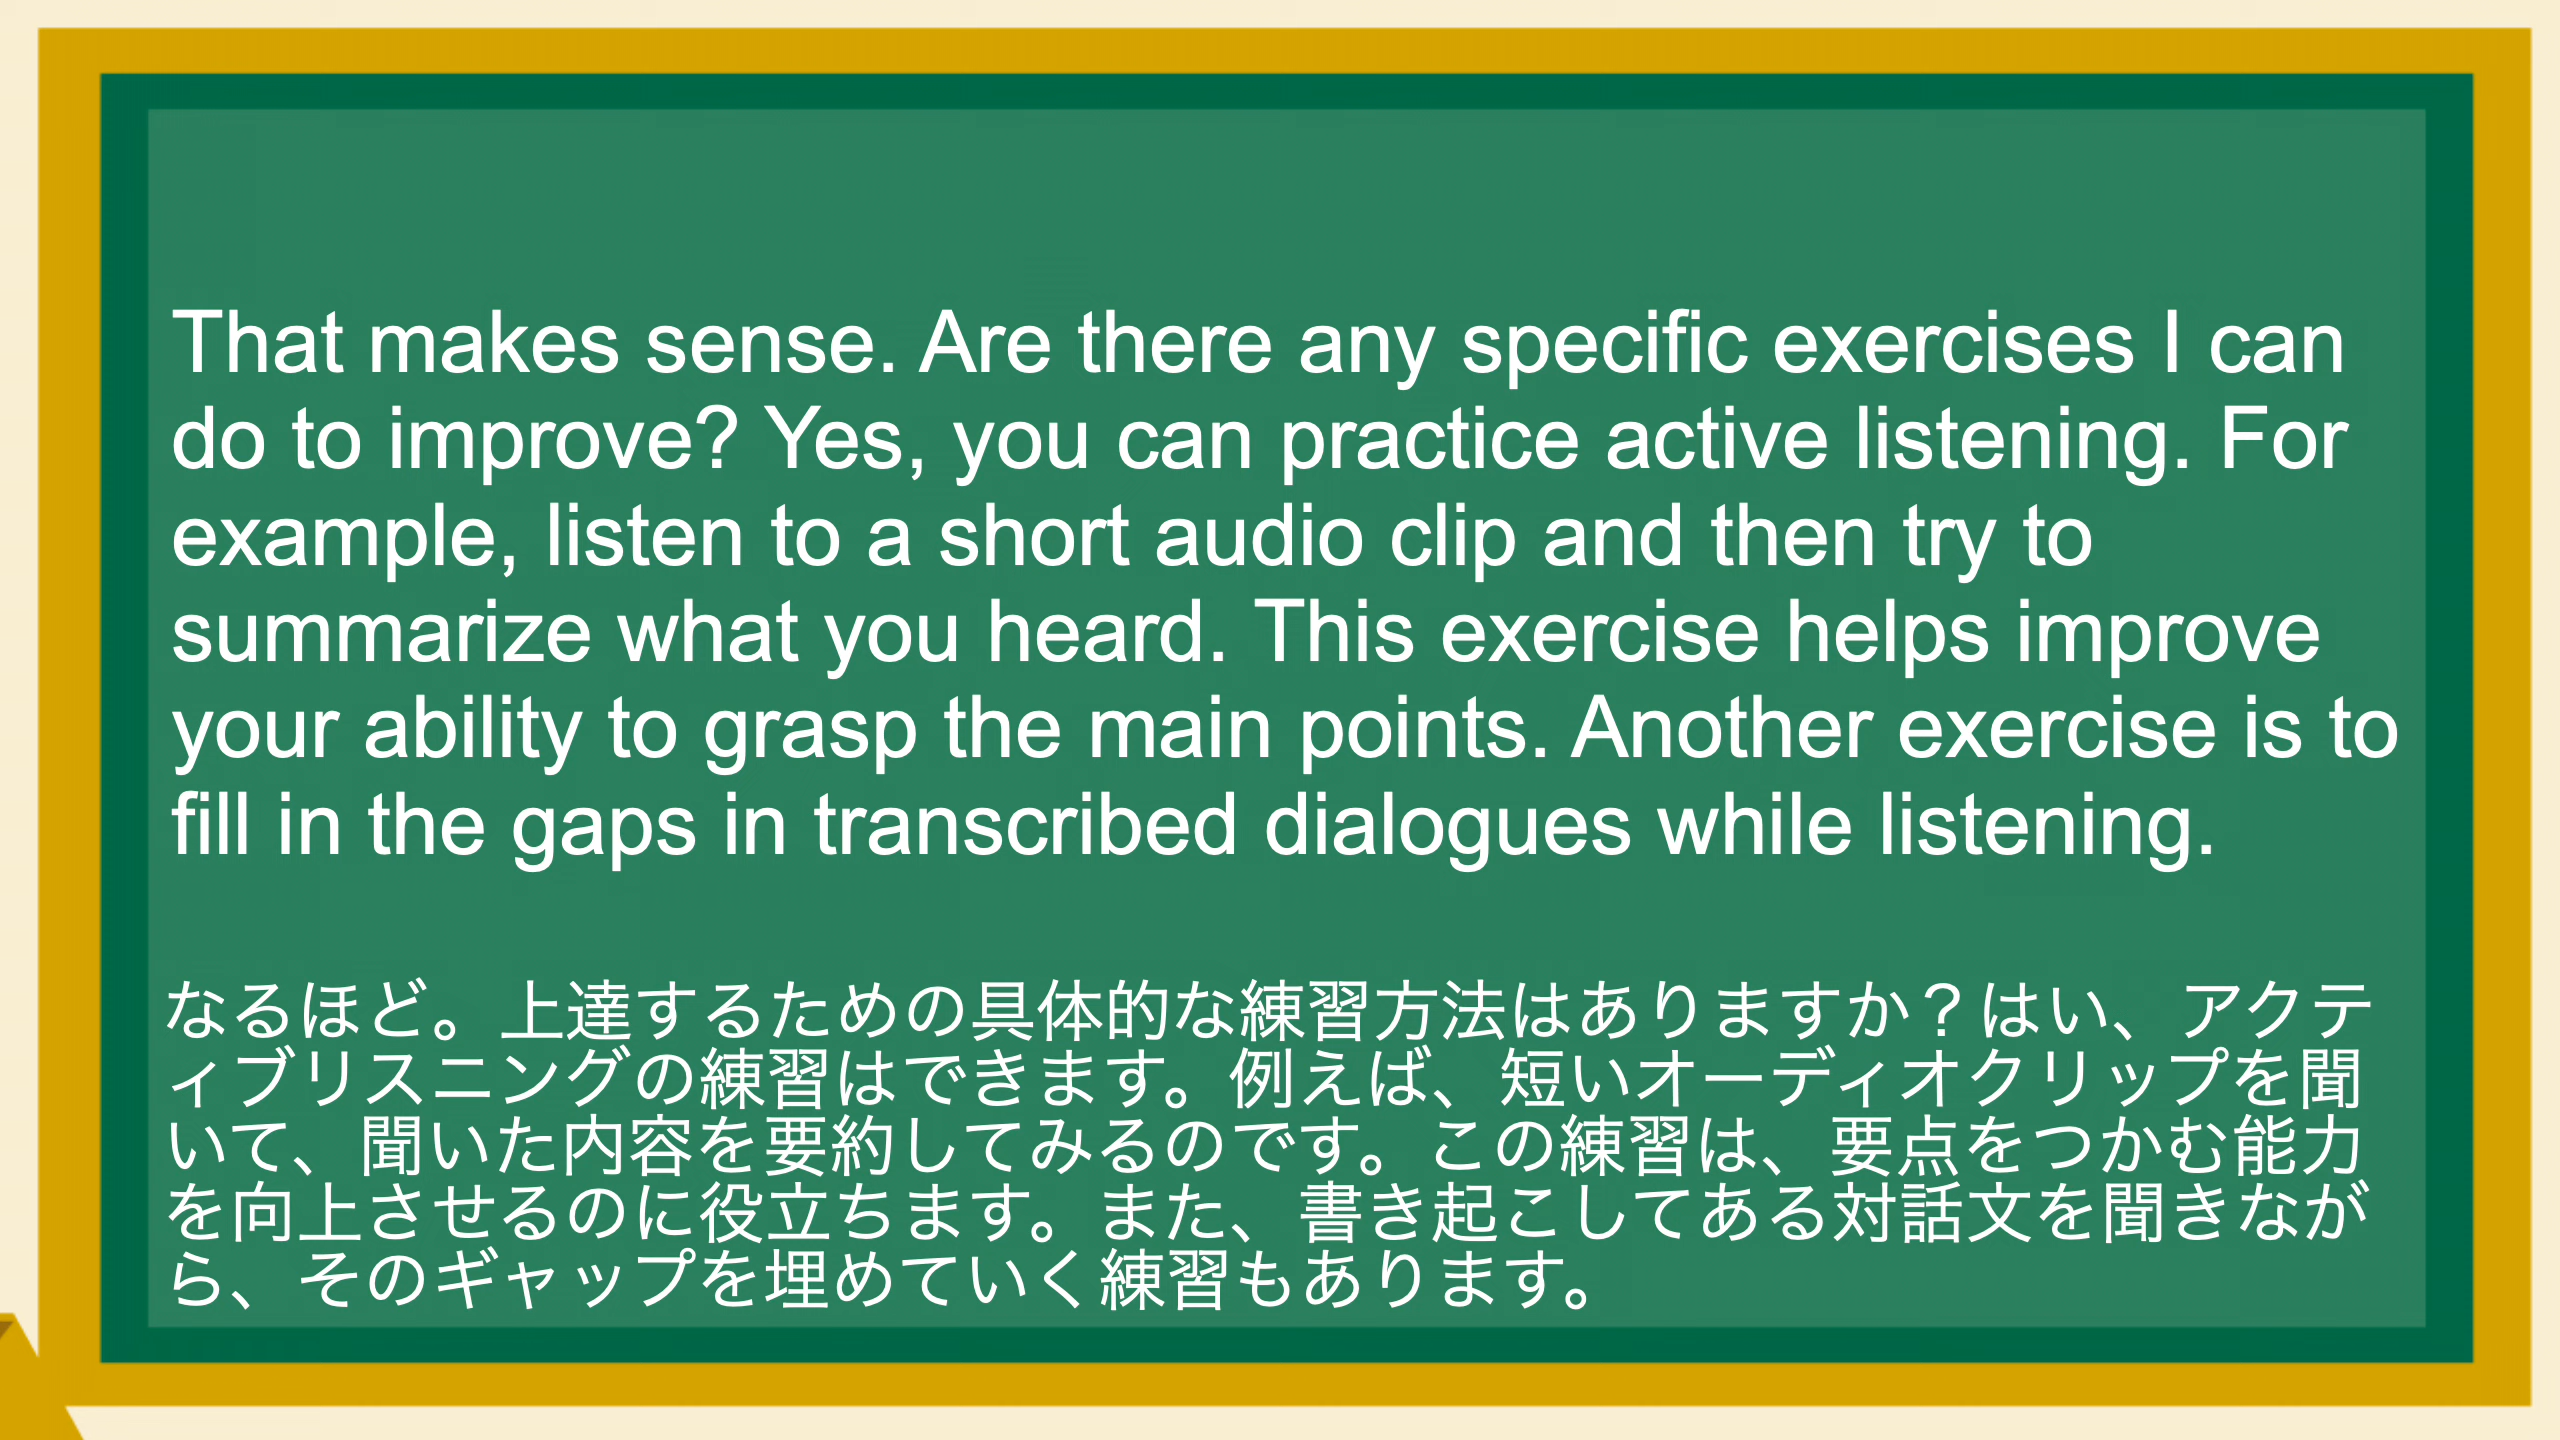 That makes sense. Are there any specific exercises I can
do to improve? Yes, you can practice active listening. For
example, listen to a short audio clip and then try to
summarize what you heard. This exercise helps improve
your ability to grasp the main points. Another exercise is to
fill in the gaps in transcribed dialogues while listening.
なるほど。上達するための具体的な練習方法はありますか？はい、アクテ
ィブリスニングの練習はできます。例えば、短いオーディオクリップを聞
いて、聞いた内容を要約してみるのです。この練習は、要点をつかむ能力
を向上させるのに役立ちます。また、書き起こしてある対話文を聞きなが
ら、そのギャップを埋めていく練習もあります。